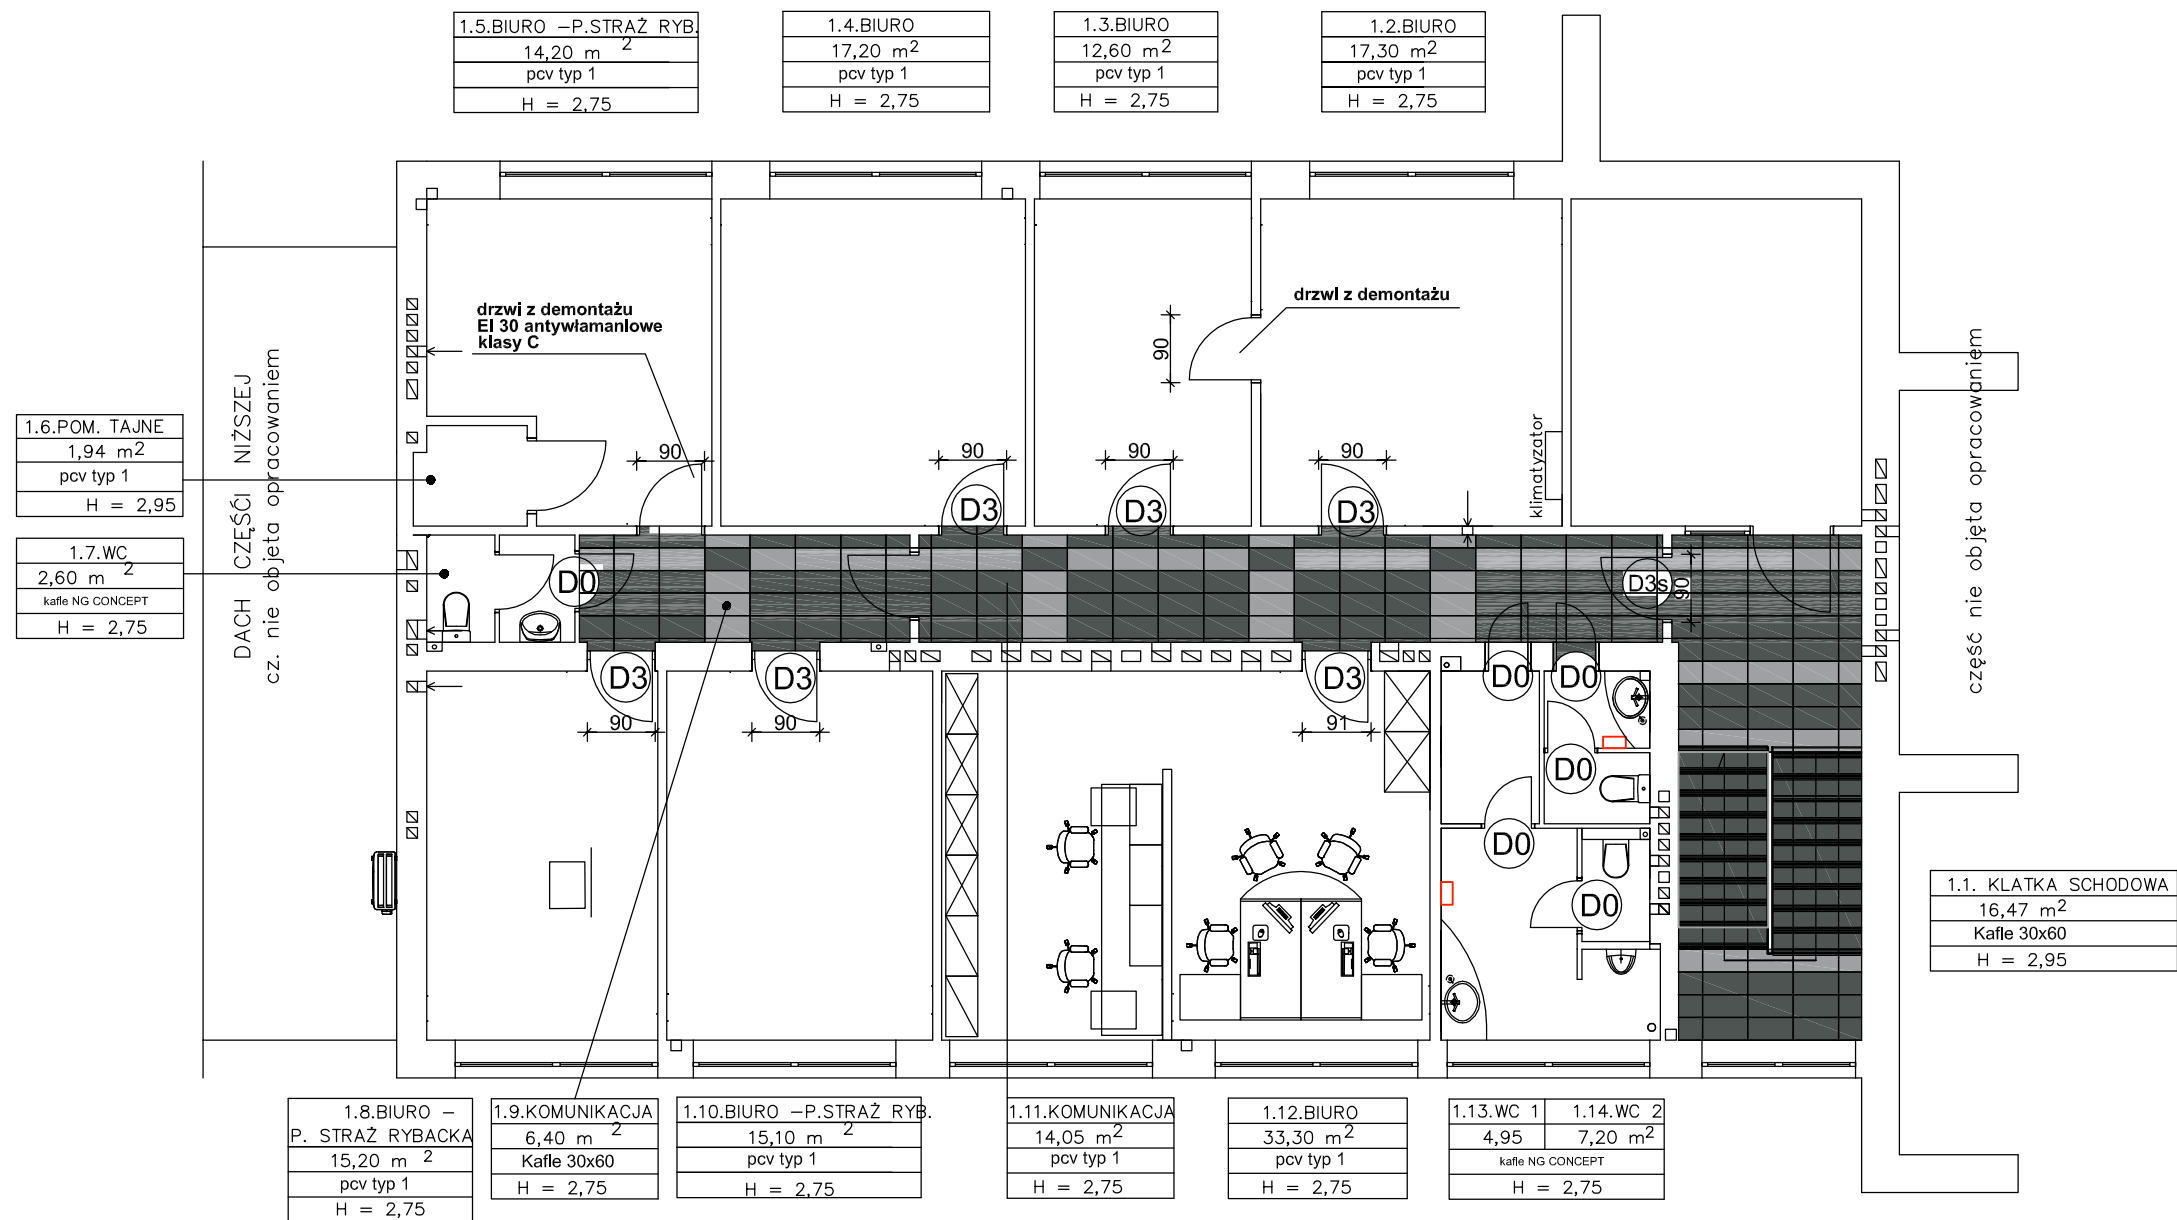 1.5.BIURO –P.STRAŻ RYB.
14,20 m 2
pcv typ 1
H = 2,75
1.4.BIURO
17,20 m2
pcv typ 1
H = 2,75
1.3.BIURO
12,60 m2
pcv typ 1
H = 2,75
1.2.BIURO
17,30 m2
pcv typ 1
H = 2,75
drzwi z demontażu
EI 30 antywłamaniowe
klasy C
drzwi z demontażu
90
klimatyzator
1.6.POM. TAJNE
1,94 m2
pcv typ 1
H = 2,95
1.7.WC
2,60 m 2
kafle NG CONCEPT
H = 2,75
DACH CZĘŚCI NIŻSZEJ
cz. nie objeta opracowaniem
część nie objęta opracowaniem
90
90
90
90
D3
D3
D3
D0
D3s
90
D3
D3
D3
D0
D0
90
90
91
D0
D0
D0
1.1. KLATKA SCHODOWA
16,47 m2
Kafle 30x60
H = 2,95
1.8.BIURO –
P. STRAŻ RYBACKA
15,20 m 2
pcv typ 1
H = 2,75
1.9.KOMUNIKACJA
6,40 m 2
Kafle 30x60
H = 2,75
1.10.BIURO –P.STRAŻ RYB.
15,10 m 2
pcv typ 1
H = 2,75
1.11.KOMUNIKACJA
14,05 m2
pcv typ 1
H = 2,75
1.12.BIURO
33,30 m2
pcv typ 1
H = 2,75
1.13.WC 1 1.14.WC 2
4,95 7,20 m2
kafle NG CONCEPT
H = 2,75